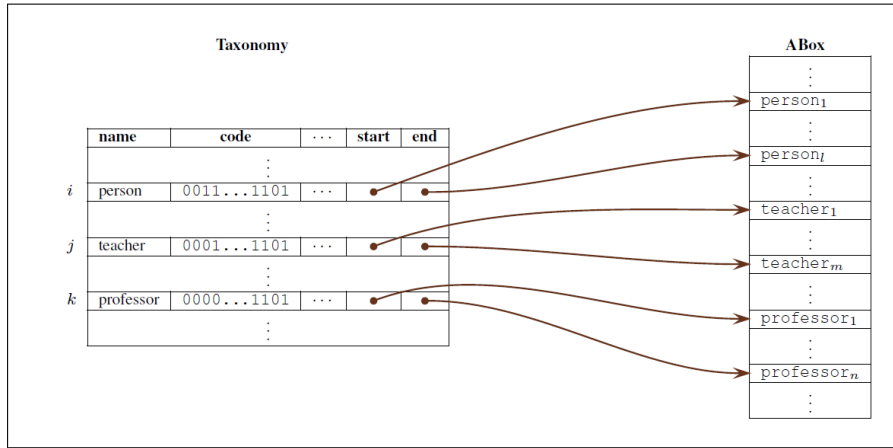 Taxonomy
ABox
name code ··· start end
⋮
⋮
person₁
⋮
i person 0011...1101 ···
personₗ
⋮
⋮
teacher₁
j teacher 0001...1101 ···
⋮
⋮
teacherₘ
k professor 0000...1101 ···
⋮
⋮
professor₁
⋮
professorₙ
⋮